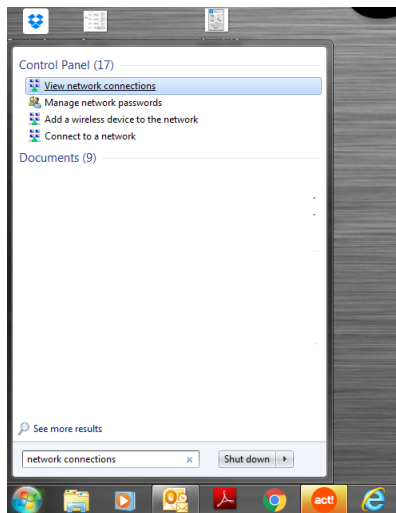 Control Panel (17)
View network connections
Manage network passwords
Add a wireless device to the network
Connect to a network
Documents (9)
See more results
network connections
Shut down
act!